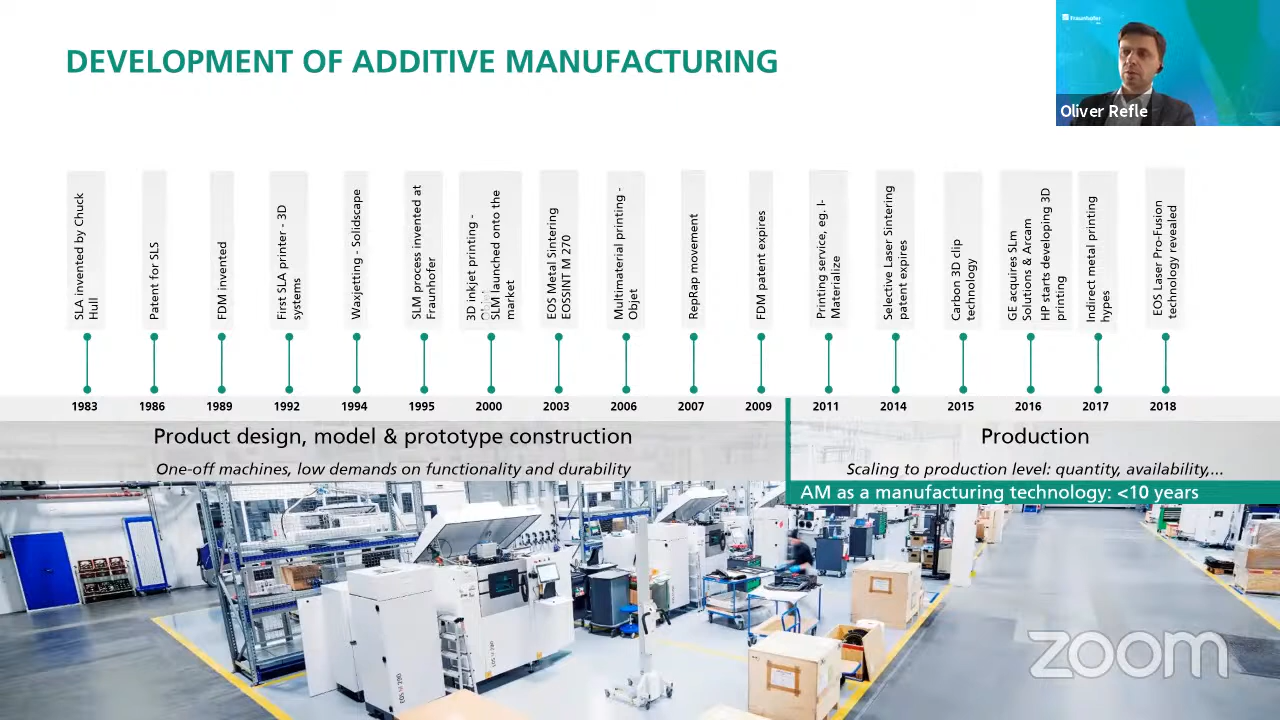 DEVELOPMENT OF ADDITIVE MANUFACTURING
Fraunhofer
Oliver Refle
SLA invented by Chuck
Hull
Patent for SLS
FDM invented
First SLA printer - 3D
systems
Waxjetting - Solidscape
SLM process invented at
Fraunhofer
3D inkjet printing -
Objet
SLM launched onto the
market
EOS Metal Sintering
EOSSINT M 270
Multimaterial printing -
Objet
RepRap movement
FDM patent expires
Printing service, eg. I-
Materialize
Selective Laser Sintering
patent expires
Carbon 3D clip
technology
GE acquires SLm
Solutions & Arcam
HP starts developing 3D
printing
Indirect metal printing
hypes
EOS Laser Pro-Fusion
technology revealed
1983 1986 1989 1992 1994 1995 2000 2003 2006 2007 2009 2011 2014 2015 2016 2017 2018
Product design, model & prototype construction
Production
One-off machines, low demands on functionality and durability
Scaling to production level: quantity, availability,...
AM as a manufacturing technology: <10 years
EOS M 290
EOS M 290
zoom